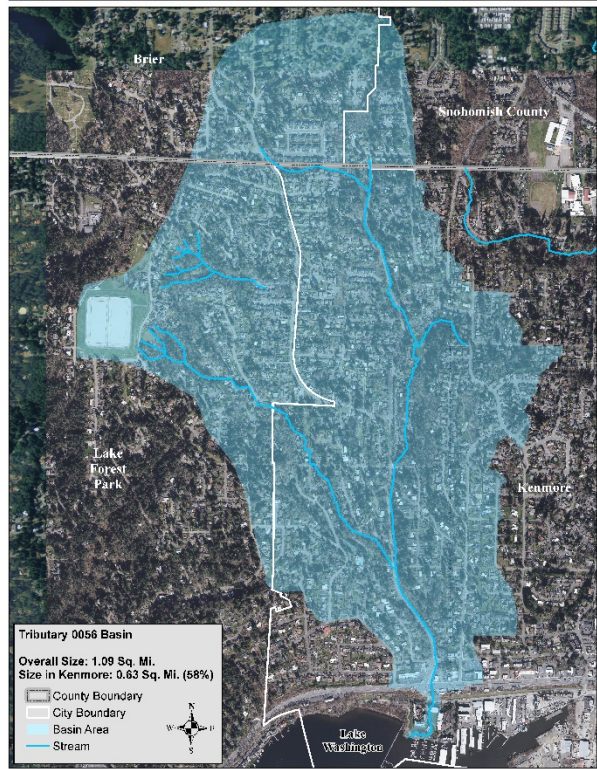 Brier
Snohomish County
Lake
Forest
Park
Kenmore
Tributary 0056 Basin
Overall Size: 1.09 Sq. Mi.
Size in Kenmore: 0.63 Sq. Mi. (58%)
County Boundary
City Boundary
Basin Area
Stream
N
W
E
S
Lake
Washington